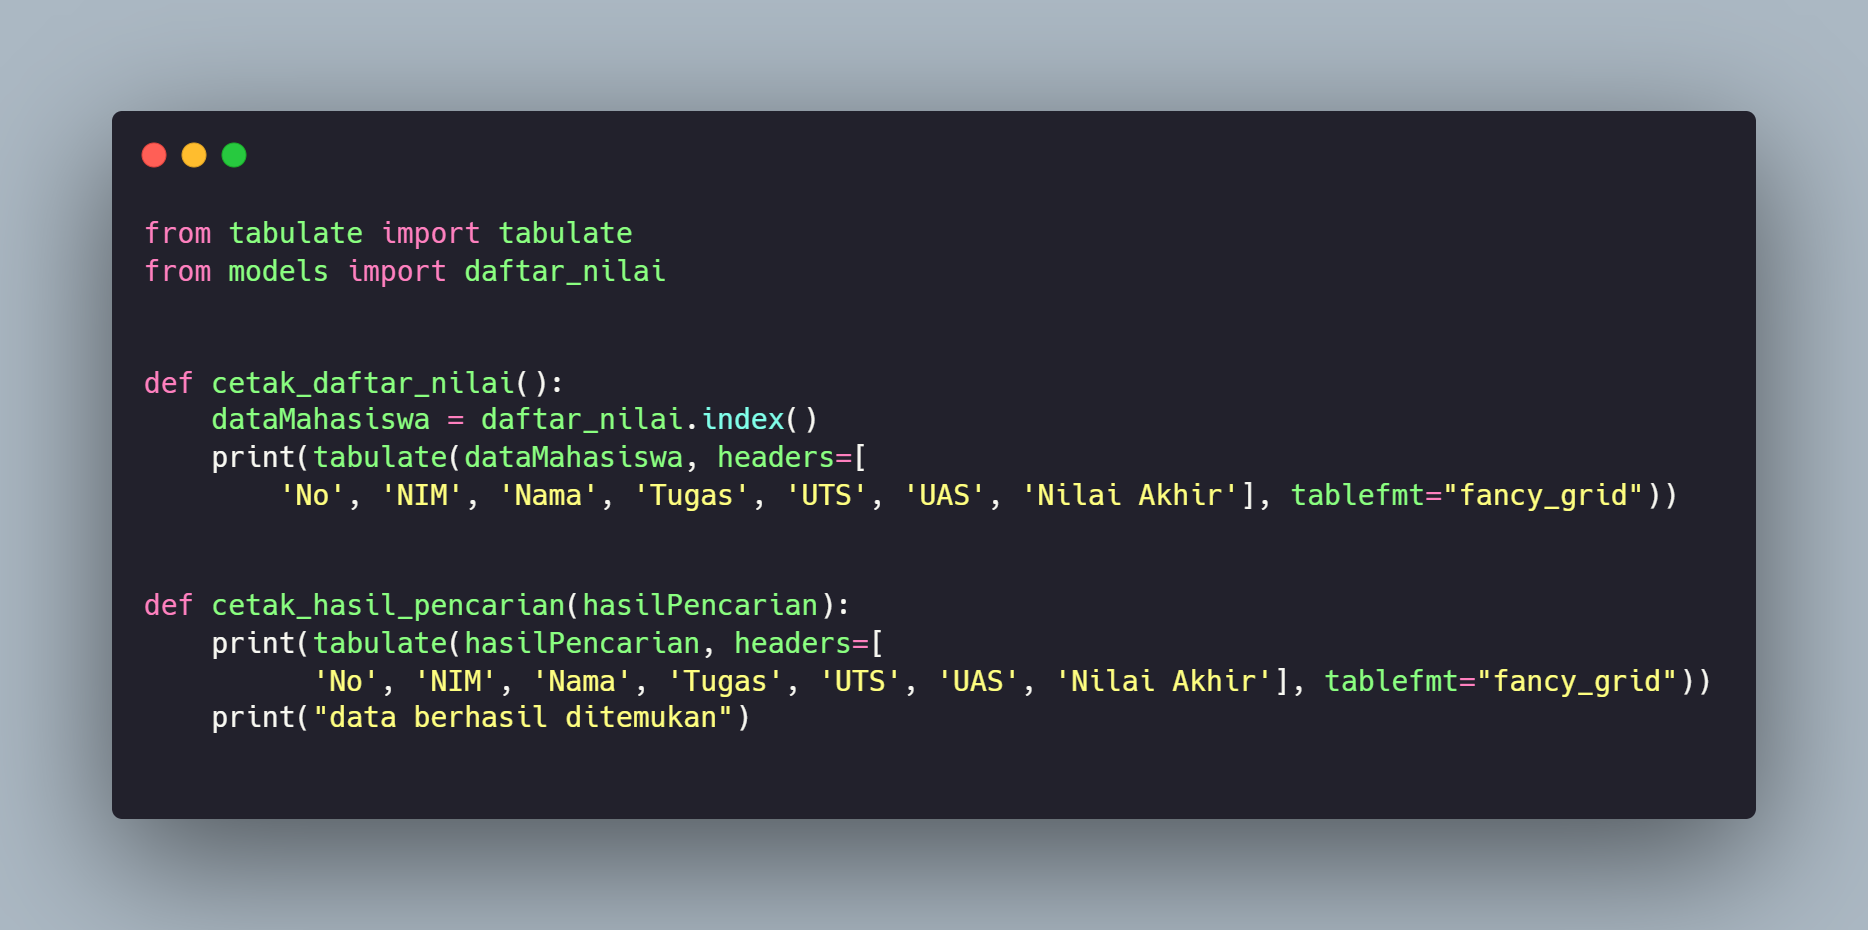 from tabulate import tabulate
from models import daftar_nilai


def cetak_daftar_nilai():
    dataMahasiswa = daftar_nilai.index()
    print(tabulate(dataMahasiswa, headers=[
        'No', 'NIM', 'Nama', 'Tugas', 'UTS', 'UAS', 'Nilai Akhir'], tablefmt="fancy_grid"))


def cetak_hasil_pencarian(hasilPencarian):
    print(tabulate(hasilPencarian, headers=[
          'No', 'NIM', 'Nama', 'Tugas', 'UTS', 'UAS', 'Nilai Akhir'], tablefmt="fancy_grid"))
    print("data berhasil ditemukan")